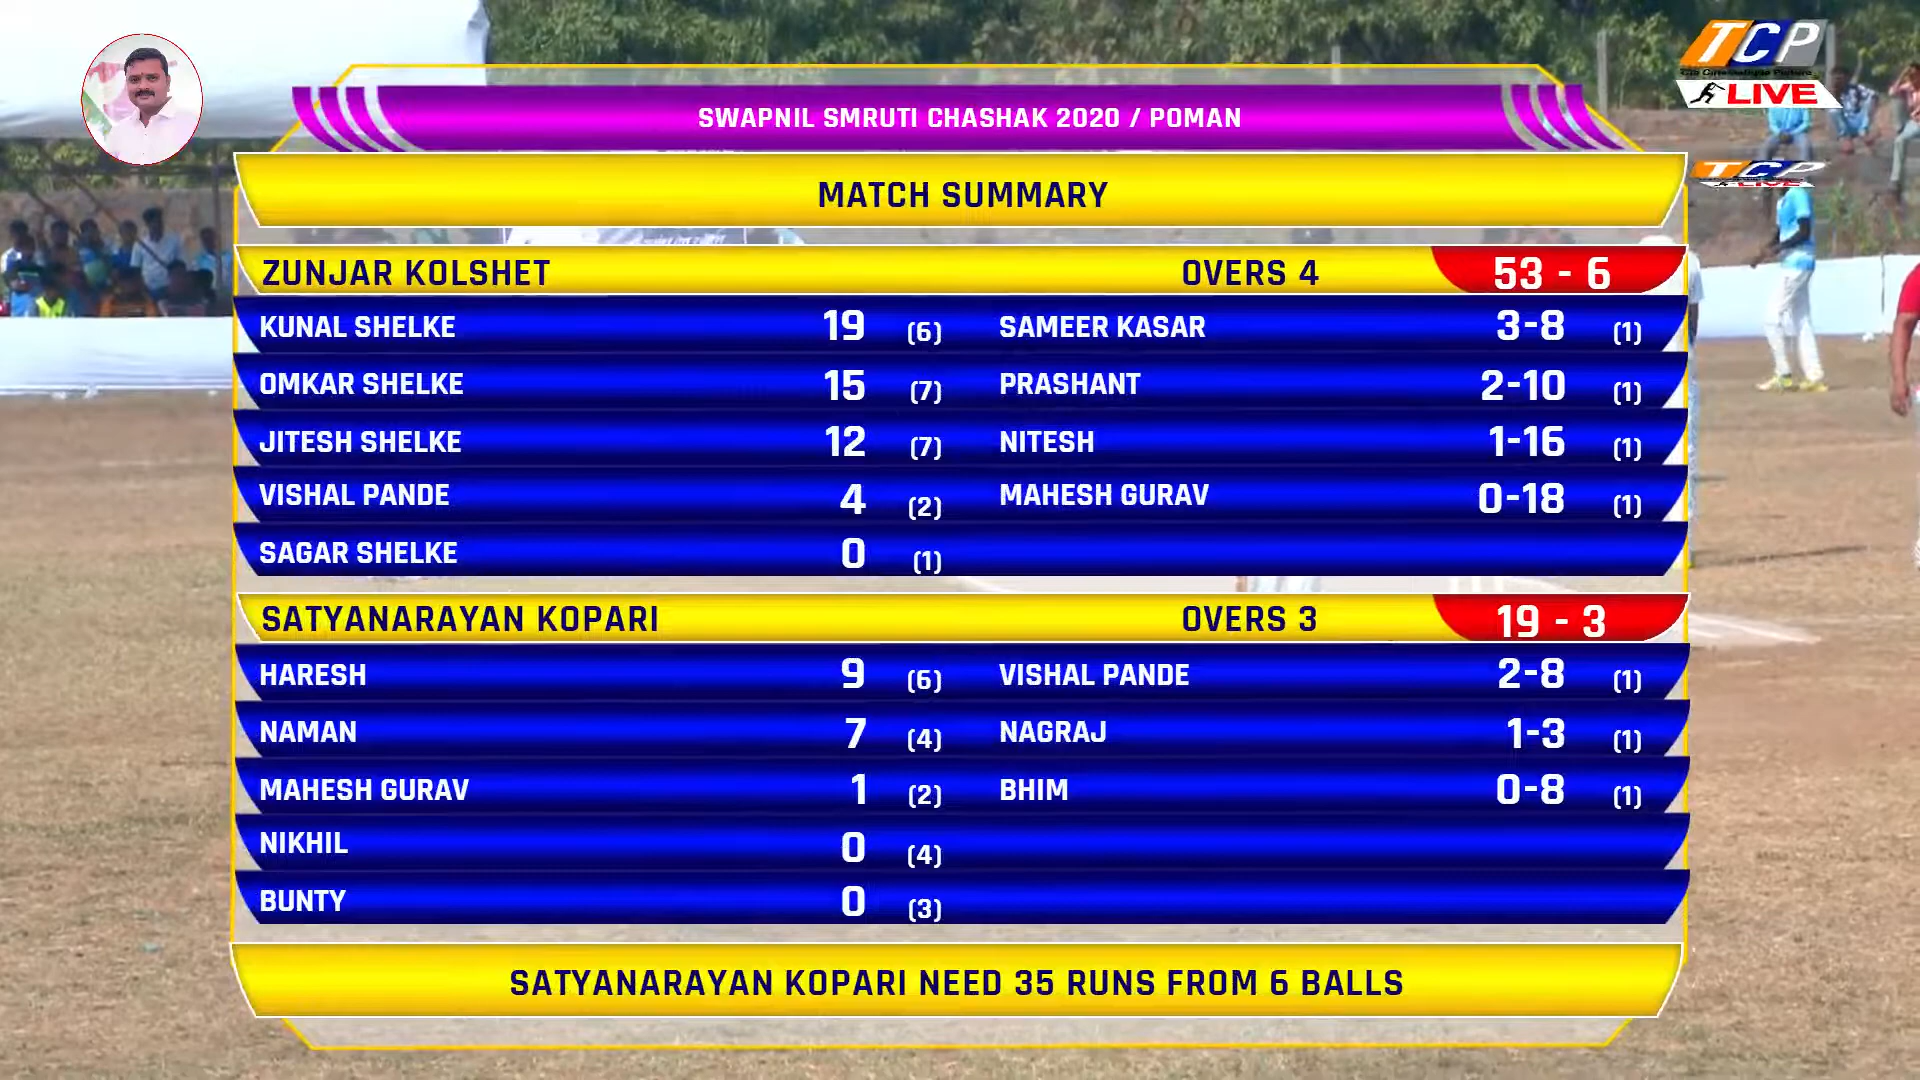 TCP
LIVE
SWAPNIL SMRUTI CHASHAK 2020 / POMAN
MATCH SUMMARY
TCP
LIVE
ZUNJAR KOLSHET OVERS 4 53 - 6
KUNAL SHELKE 19 (6) SAMEER KASAR 3-8 (1)
OMKAR SHELKE 15 (7) PRASHANT 2-10 (1)
JITESH SHELKE 12 (7) NITESH 1-16 (1)
VISHAL PANDE 4 (2) MAHESH GURAV 0-18 (1)
SAGAR SHELKE 0 (1)
SATYANARAYAN KOPARI OVERS 3 19 - 3
HARESH 9 (6) VISHAL PANDE 2-8 (1)
NAMAN 7 (4) NAGRAJ 1-3 (1)
MAHESH GURAV 1 (2) BHIM 0-8 (1)
NIKHIL 0 (4)
BUNTY 0 (3)
SATYANARAYAN KOPARI NEED 35 RUNS FROM 6 BALLS